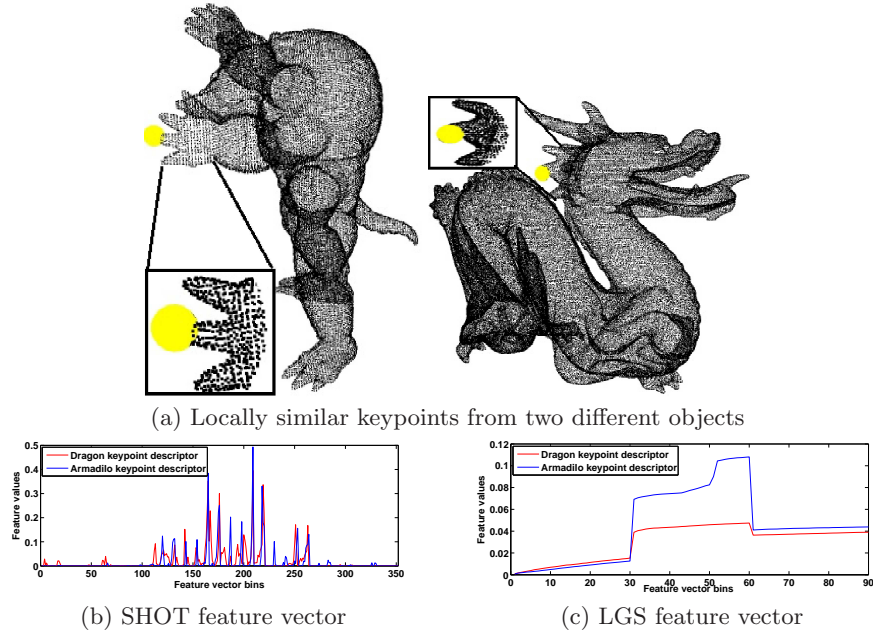 (a) Locally similar keypoints from two different objects
Feature values
0.5
0.4
0.3
0.2
0.1
0
Dragon keypoint descriptor
Armadilo keypoint descriptor
0 50 100 150 200 250 300 350
Feature vector bins
(b) SHOT feature vector
Feature values
0.12
0.1
0.08
0.06
0.04
0.02
0
Dragon keypoint descriptor
Armadilo keypoint descriptor
0 10 20 30 40 50 60 70 80 90
Feature vector bins
(c) LGS feature vector